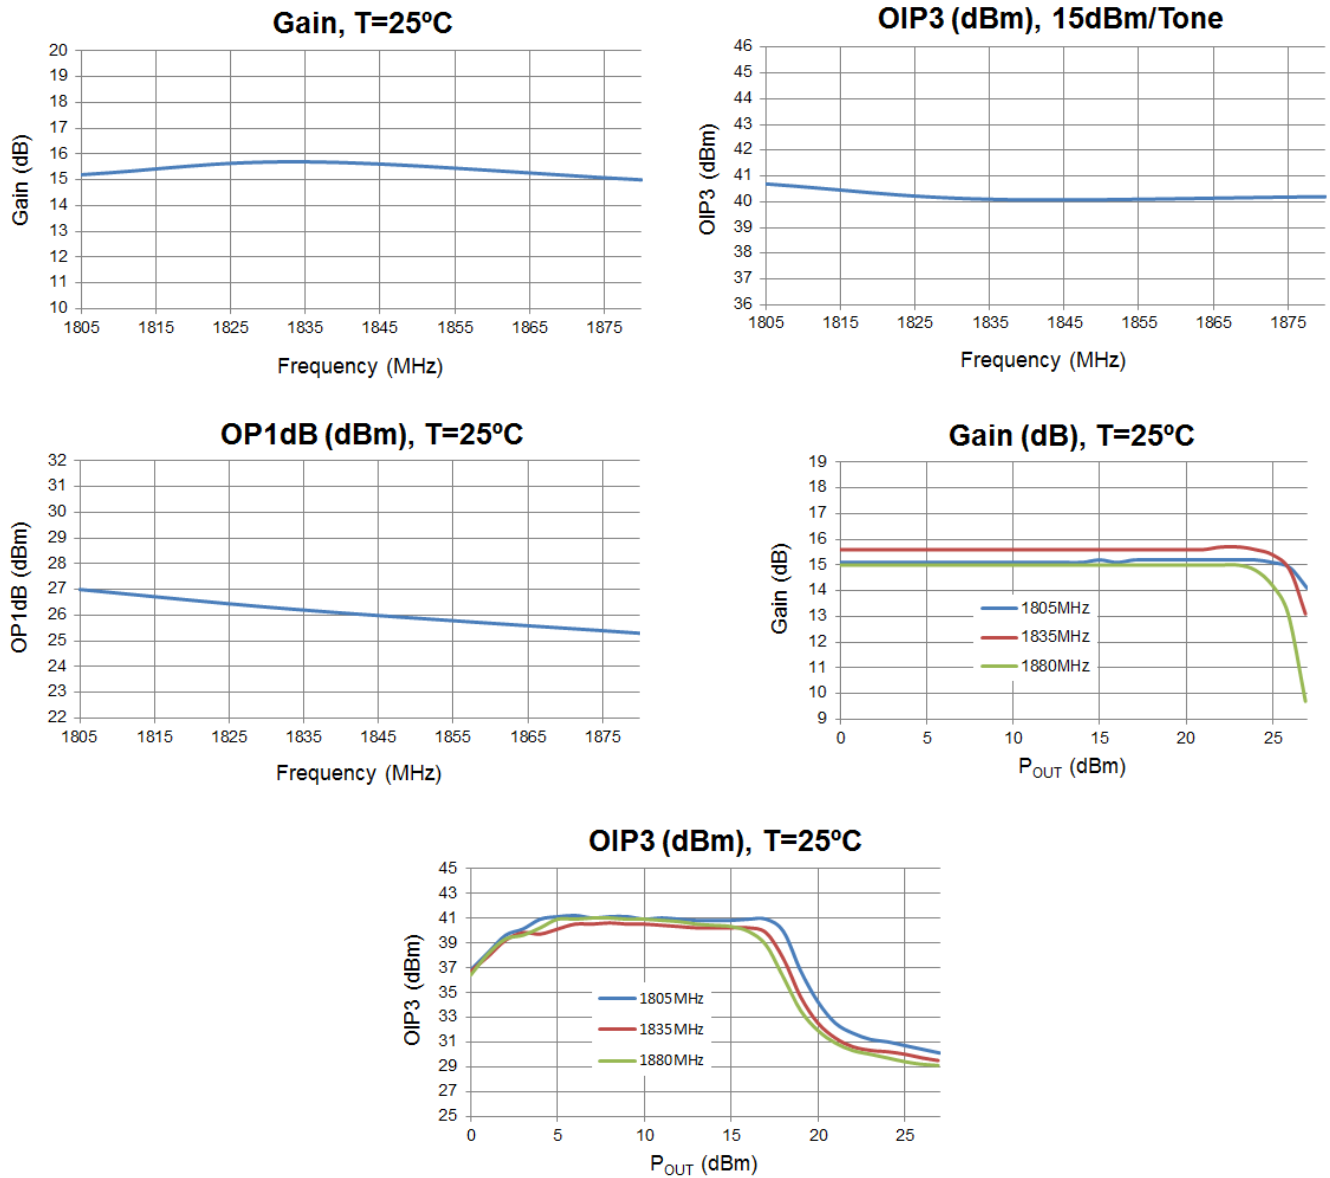 Gain, T=25ºC
20
19
18
17
16
15
14
13
12
11
10
Gain (dB)
1805 1815 1825 1835 1845 1855 1865 1875
Frequency (MHz)
OIP3 (dBm), 15dBm/Tone
46
45
44
43
42
41
40
39
38
37
36
OIP3 (dBm)
1805 1815 1825 1835 1845 1855 1865 1875
Frequency (MHz)
OP1dB (dBm), T=25ºC
32
31
30
29
28
27
26
25
24
23
22
OP1dB (dBm)
1805 1815 1825 1835 1845 1855 1865 1875
Frequency (MHz)
Gain (dB), T=25ºC
19
18
17
16
15
14
13
12
11
10
9
Gain (dB)
1805MHz
1835MHz
1880MHz
0 5 10 15 20 25
POUT (dBm)
OIP3 (dBm), T=25ºC
45
43
41
39
37
35
33
31
29
27
25
OIP3 (dBm)
1805MHz
1835MHz
1880MHz
0 5 10 15 20 25
POUT (dBm)